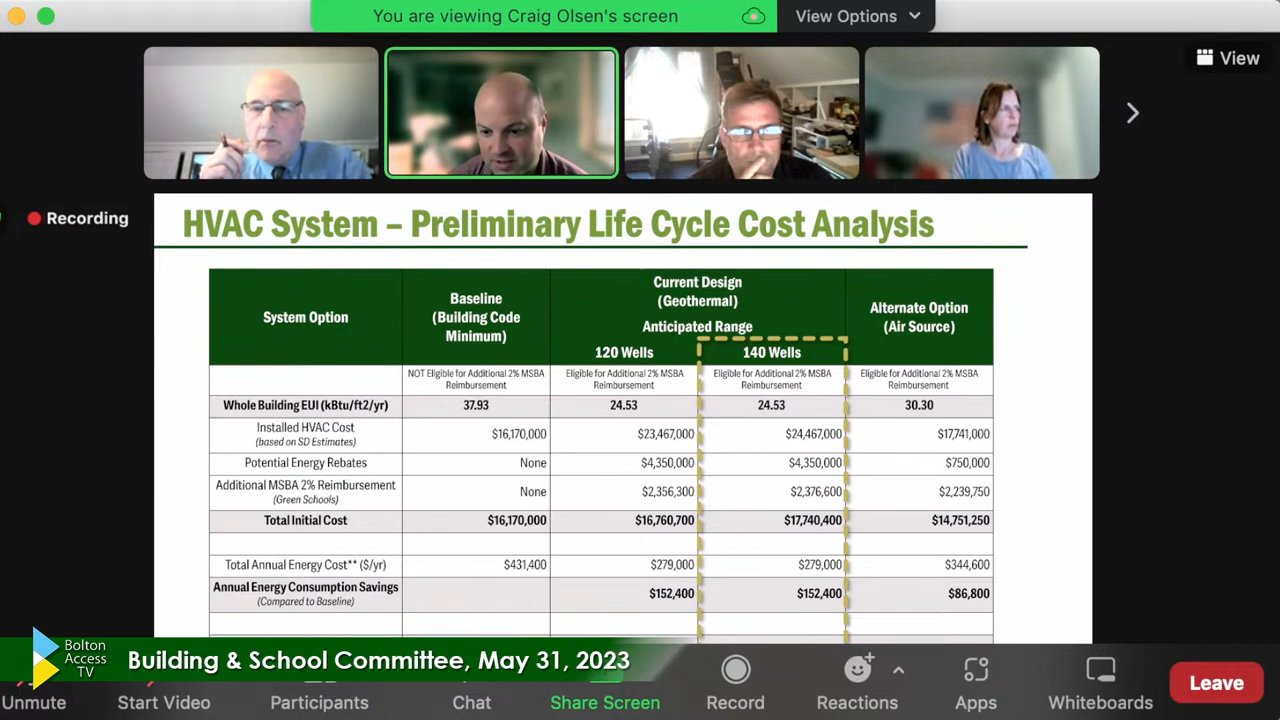 You are viewing Craig Olsen's screen
View Options
View
Recording
HVAC System – Preliminary Life Cycle Cost Analysis
System Option
Baseline
(Building Code
Minimum)
Current Design
(Geothermal)
Anticipated Range
120 Wells
140 Wells
Alternate Option
(Air Source)
NOT Eligible for Additional 2% MSBA
Reimbursement
Eligible for Additional 2% MSBA
Reimbursement
Eligible for Additional 2% MSBA
Reimbursement
Eligible for Additional 2% MSBA
Reimbursement
Whole Building EUI (kBtu/ft2/yr) 37.93 24.53 24.53 30.30
Installed HVAC Cost
(based on SD Estimates)
$16,170,000 $23,467,000 $24,467,000 $17,741,000
Potential Energy Rebates None $4,350,000 $4,350,000 $750,000
Additional MSBA 2% Reimbursement
(Green Schools)
None $2,356,300 $2,376,600 $2,239,750
Total Initial Cost $16,170,000 $16,760,700 $17,740,400 $14,751,250
Total Annual Energy Cost** ($/yr) $431,400 $279,000 $279,000 $344,600
Annual Energy Consumption Savings
(Compared to Baseline)
$152,400 $152,400 $86,800
Bolton
Access
TV
Building & School Committee, May 31, 2023
Unmute
Start Video
Participants
Chat
Share Screen
Record
Reactions
Apps
Whiteboards
Leave